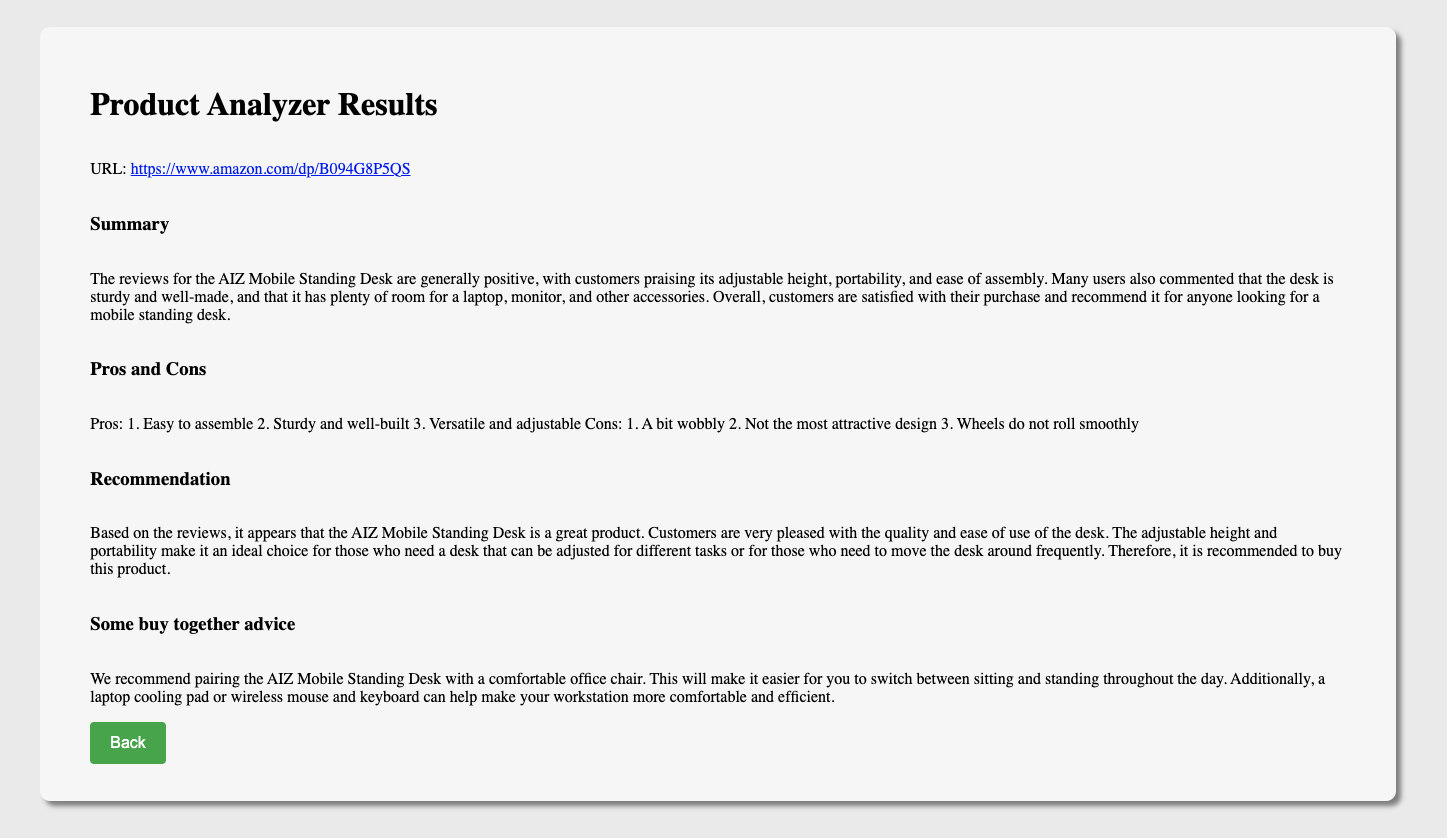 Product Analyzer Results
URL: https://www.amazon.com/dp/B094G8P5QS
Summary
The reviews for the AIZ Mobile Standing Desk are generally positive, with customers praising its adjustable height, portability, and ease of assembly. Many users also commented that the desk is
sturdy and well-made, and that it has plenty of room for a laptop, monitor, and other accessories. Overall, customers are satisfied with their purchase and recommend it for anyone looking for a
mobile standing desk.
Pros and Cons
Pros: 1. Easy to assemble 2. Sturdy and well-built 3. Versatile and adjustable Cons: 1. A bit wobbly 2. Not the most attractive design 3. Wheels do not roll smoothly
Recommendation
Based on the reviews, it appears that the AIZ Mobile Standing Desk is a great product. Customers are very pleased with the quality and ease of use of the desk. The adjustable height and
portability make it an ideal choice for those who need a desk that can be adjusted for different tasks or for those who need to move the desk around frequently. Therefore, it is recommended to buy
this product.
Some buy together advice
We recommend pairing the AIZ Mobile Standing Desk with a comfortable office chair. This will make it easier for you to switch between sitting and standing throughout the day. Additionally, a
laptop cooling pad or wireless mouse and keyboard can help make your workstation more comfortable and efficient.
Back